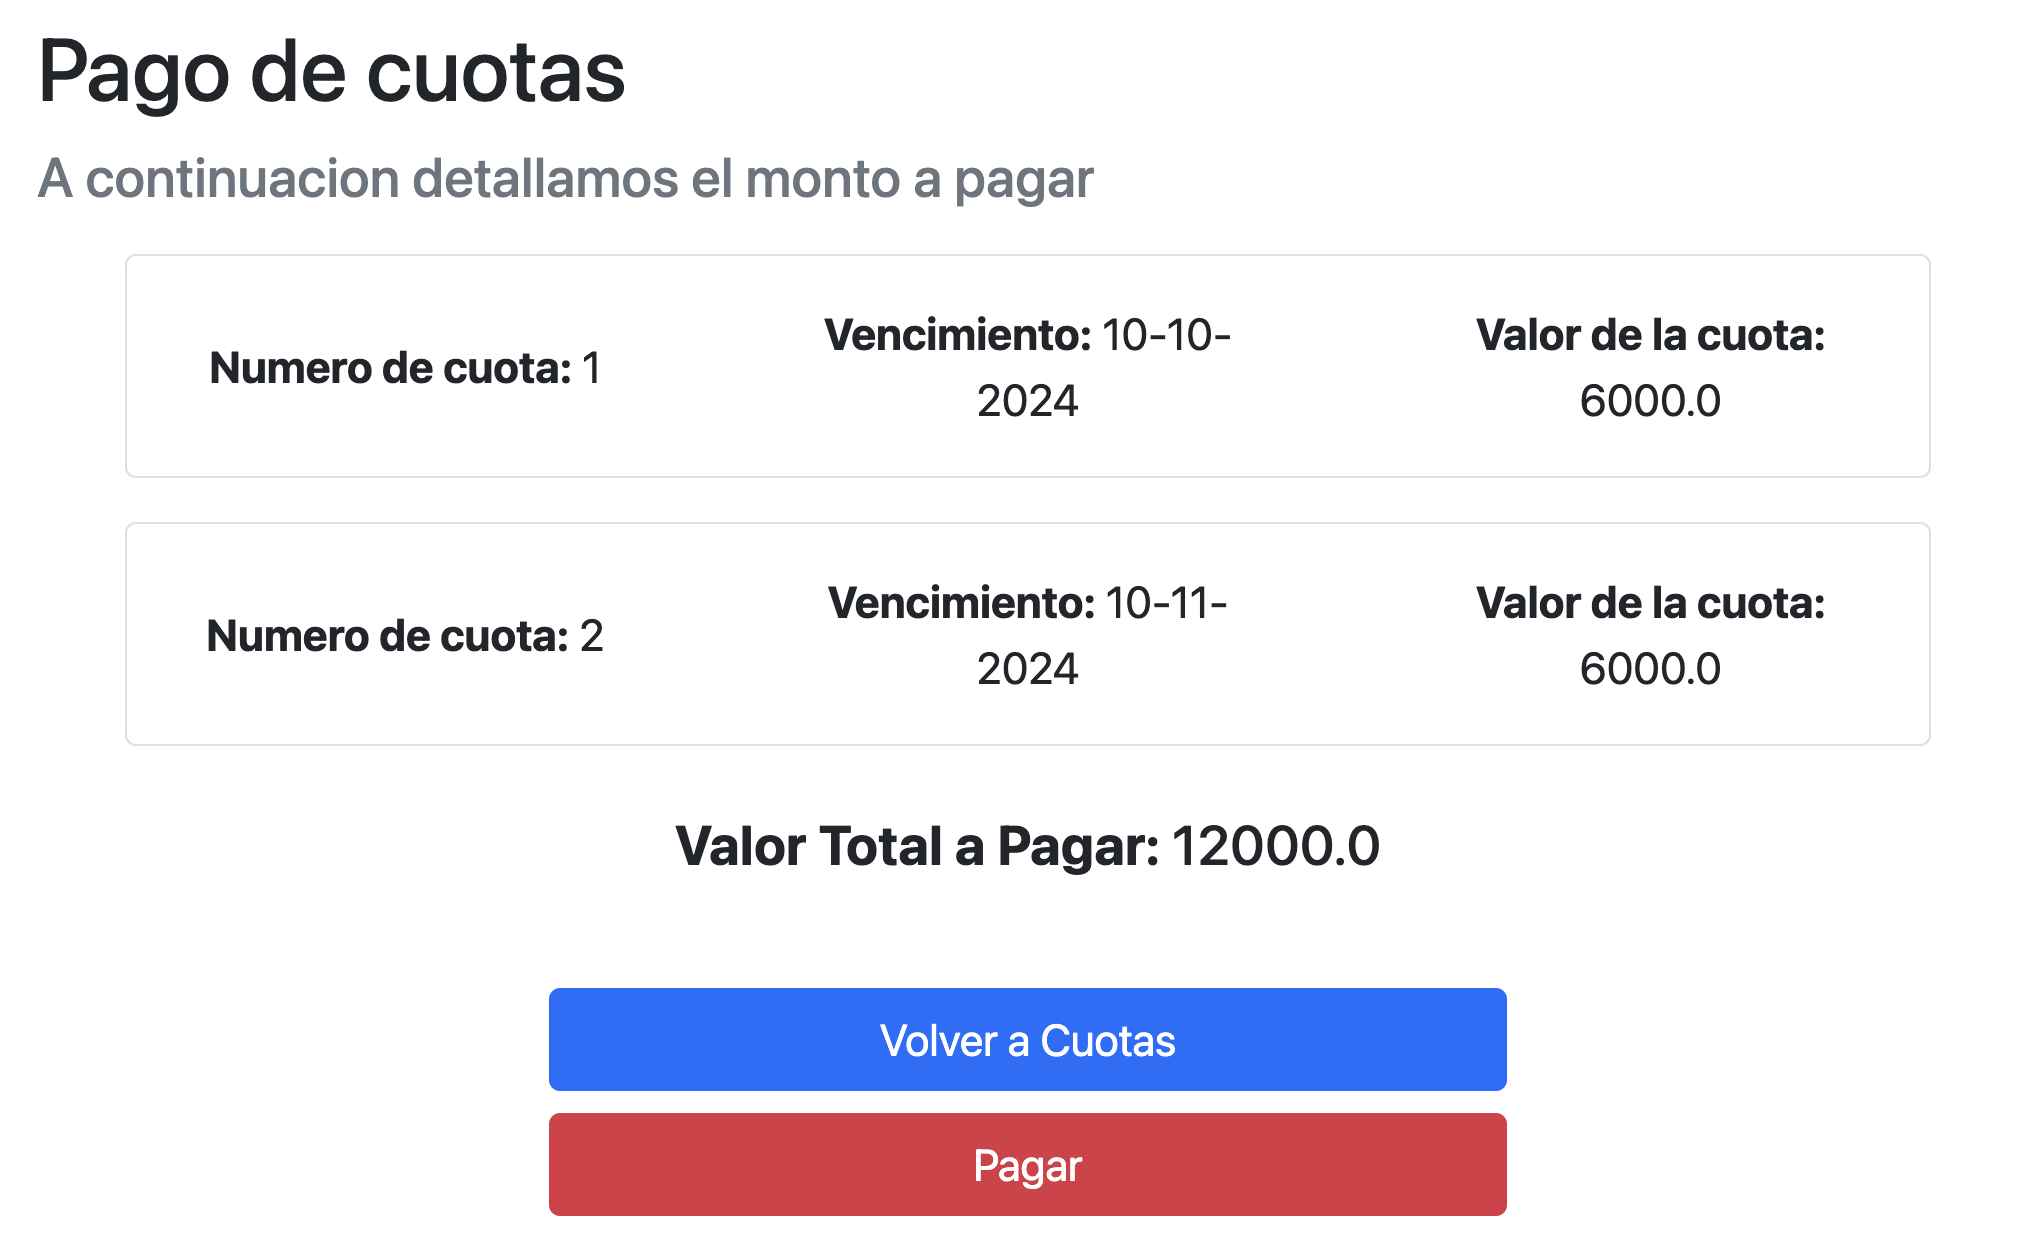 Pago de cuotas
A continuacion detallamos el monto a pagar
Numero de cuota: 1
Vencimiento: 10-10-
2024
Valor de la cuota:
6000.0
Numero de cuota: 2
Vencimiento: 10-11-
2024
Valor de la cuota:
6000.0
Valor Total a Pagar: 12000.0
Volver a Cuotas
Pagar